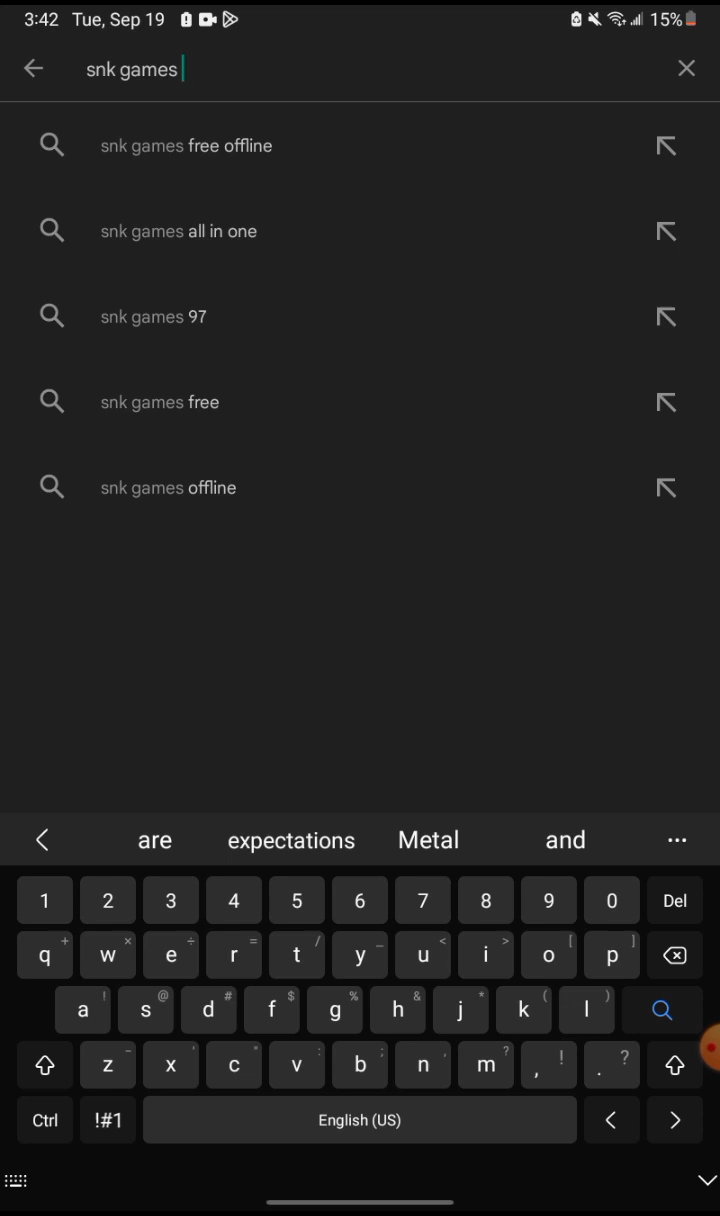 3:42 Tue, Sep 19 15%
snk games
snk games free offline
snk games all in one
snk games 97
snk games free
snk games offline
are expectations Metal and ...
1 2 3 4 5 6 7 8 9 0 Del
q + w × e ÷ r = t / y _ u < i > o [ p ]
a ! s @ d # f $ g % h & j * k ( l )
z - x ' c " v : b ; n , m ? , ! . ?
Ctrl !#1 English (US) < >